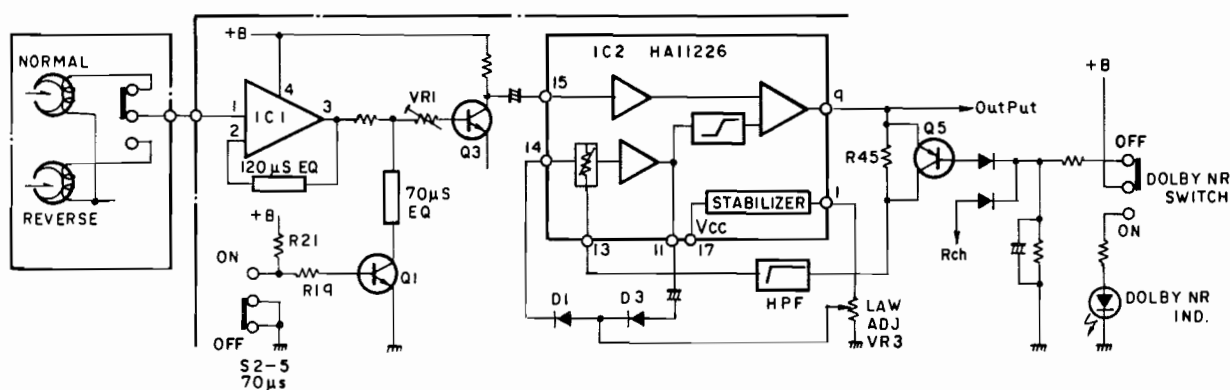 NORMAL
REVERSE
+B
4
1
2
IC1
3
120μS EQ
VR1
Q3
70μS
EQ
+B
R21
ON
R19
Q1
OFF
S2-5
70μs
IC2 HA11226
15
14
9
OutPut
Q5
R45
STABILIZER
1
Vcc
13
11
17
HPF
D1
D3
LAW
ADJ
VR3
Rch
+B
OFF
DOLBY NR
SWITCH
ON
DOLBY NR
IND.